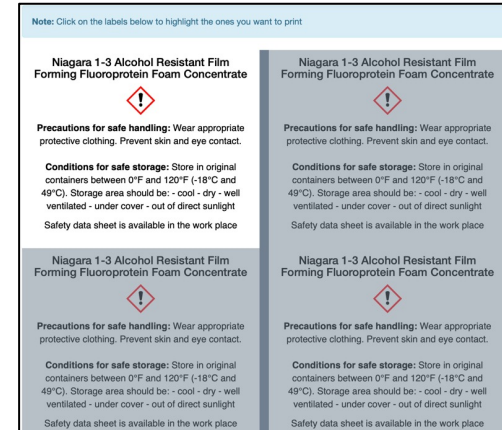 Note: Click on the labels below to highlight the ones you want to print
Niagara 1-3 Alcohol Resistant Film
Forming Fluoroprotein Foam Concentrate
Precautions for safe handling: Wear appropriate
protective clothing. Prevent skin and eye contact.
Conditions for safe storage: Store in original
containers between 0°F and 120°F (-18°C and
49°C). Storage area should be: - cool - dry - well
ventilated - under cover - out of direct sunlight
Safety data sheet is available in the work place
Niagara 1-3 Alcohol Resistant Film
Forming Fluoroprotein Foam Concentrate
Precautions for safe handling: Wear appropriate
protective clothing. Prevent skin and eye contact.
Conditions for safe storage: Store in original
containers between 0°F and 120°F (-18°C and
49°C). Storage area should be: - cool - dry - well
ventilated - under cover - out of direct sunlight
Safety data sheet is available in the work place
Niagara 1-3 Alcohol Resistant Film
Forming Fluoroprotein Foam Concentrate
Precautions for safe handling: Wear appropriate
protective clothing. Prevent skin and eye contact.
Conditions for safe storage: Store in original
containers between 0°F and 120°F (-18°C and
49°C). Storage area should be: - cool - dry - well
ventilated - under cover - out of direct sunlight
Safety data sheet is available in the work place
Niagara 1-3 Alcohol Resistant Film
Forming Fluoroprotein Foam Concentrate
Precautions for safe handling: Wear appropriate
protective clothing. Prevent skin and eye contact.
Conditions for safe storage: Store in original
containers between 0°F and 120°F (-18°C and
49°C). Storage area should be: - cool - dry - well
ventilated - under cover - out of direct sunlight
Safety data sheet is available in the work place